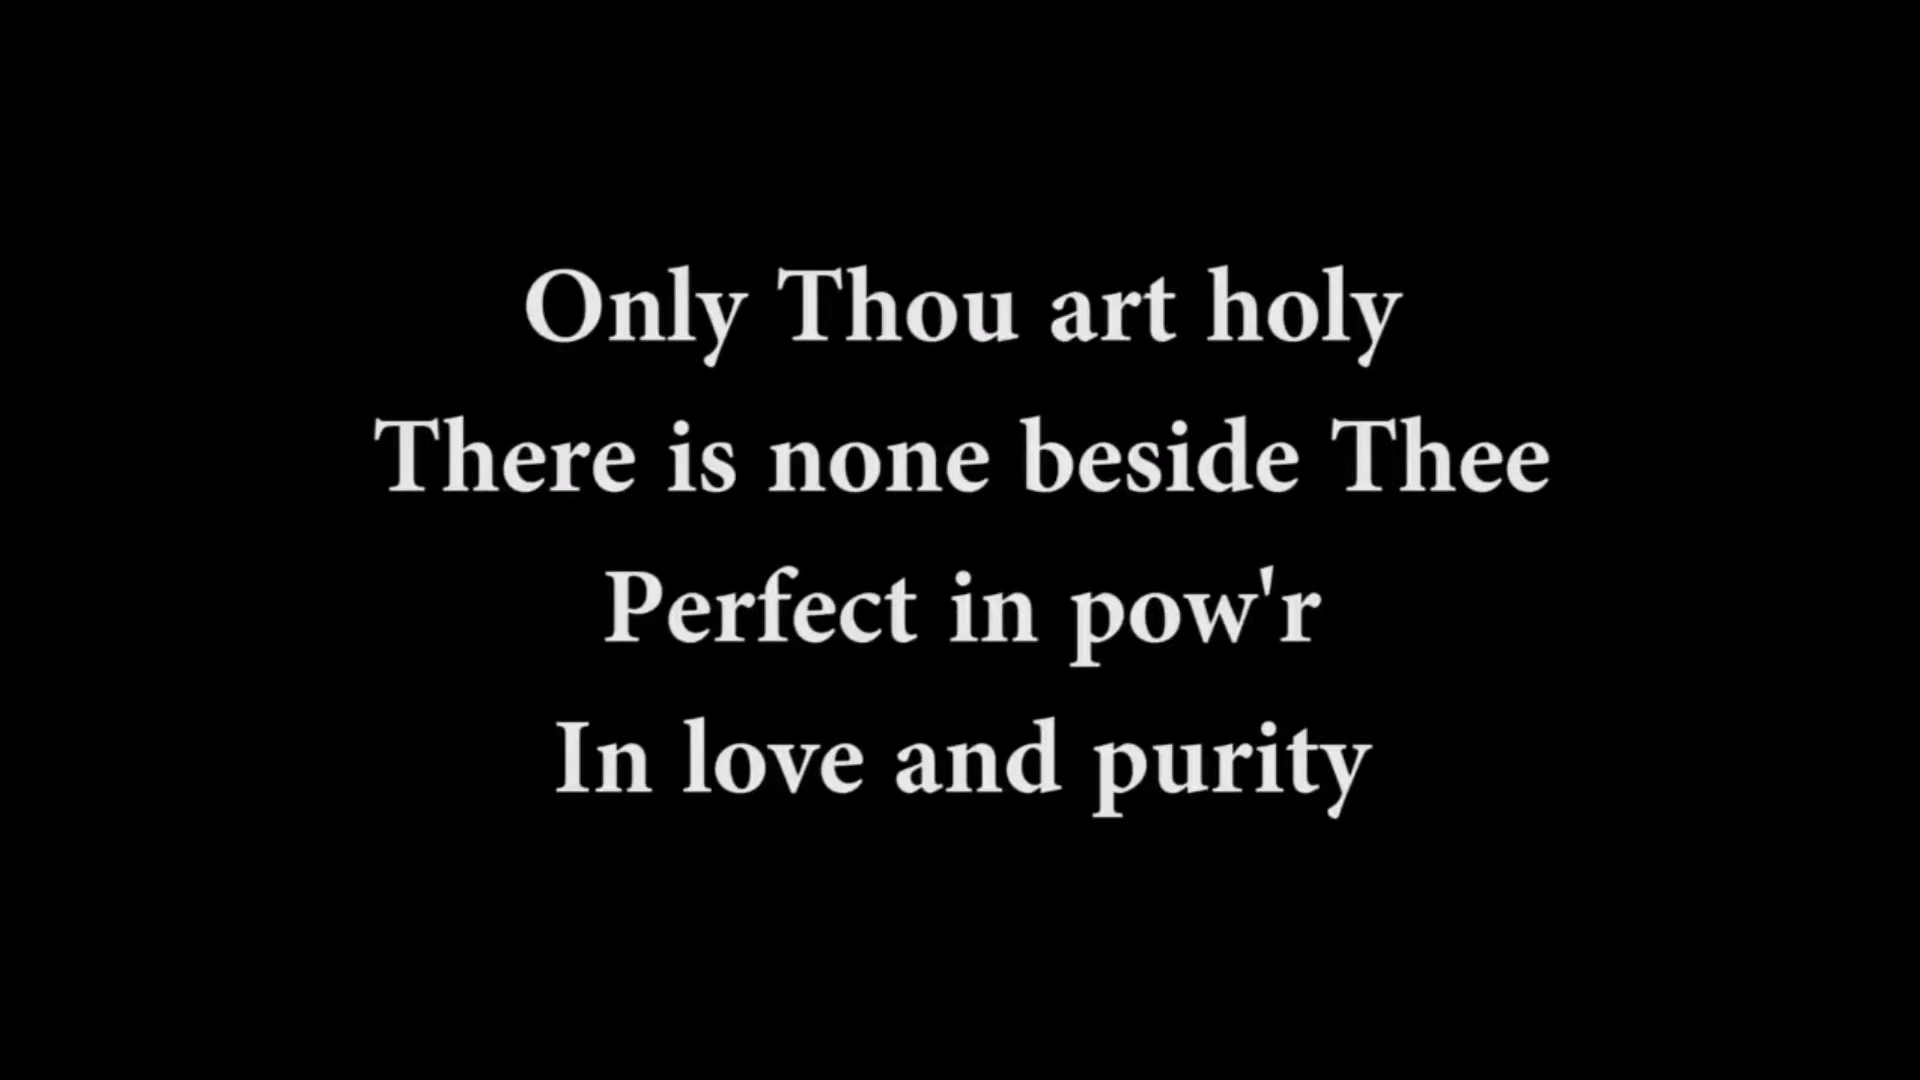 Only Thou art holy
There is none beside Thee
Perfect in pow'r
In love and purity